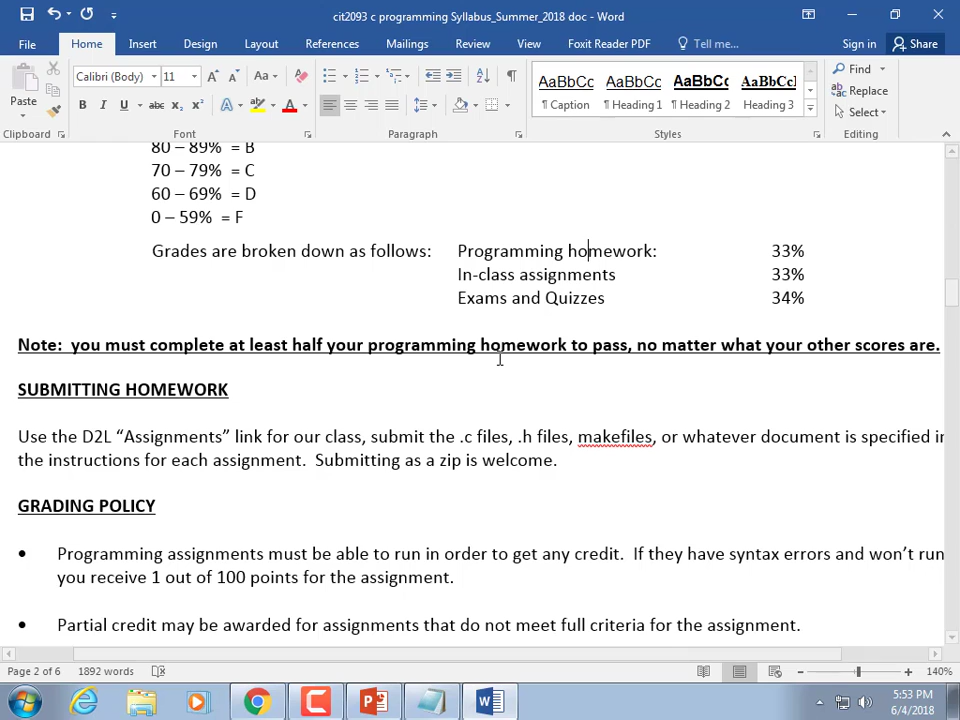 cit2093 c programming Syllabus_Summer_2018 doc - Word
File Home Insert Design Layout References Mailings Review View Foxit Reader PDF Tell me... Sign in Share
Paste
Calibri (Body) 11 A A Aa
B I U abc x₂ x² A ab A
AaBbCc AaBbCc AaBbCc AaBbCc
¶ Caption ¶ Heading 1 ¶ Heading 2 Heading 3
Find
Replace
Select
Clipboard Font Paragraph Styles Editing
80 – 89% = B
70 – 79% = C
60 – 69% = D
0 – 59% = F
Grades are broken down as follows: Programming homework: 33%
In-class assignments 33%
Exams and Quizzes 34%
Note: you must complete at least half your programming homework to pass, no matter what your other scores are.
SUBMITTING HOMEWORK
Use the D2L “Assignments” link for our class, submit the .c files, .h files, makefiles, or whatever document is specified in
the instructions for each assignment. Submitting as a zip is welcome.
GRADING POLICY
• Programming assignments must be able to run in order to get any credit. If they have syntax errors and won’t run
you receive 1 out of 100 points for the assignment.
• Partial credit may be awarded for assignments that do not meet full criteria for the assignment.
Page 2 of 6 1892 words 140%
5:53 PM
6/4/2018